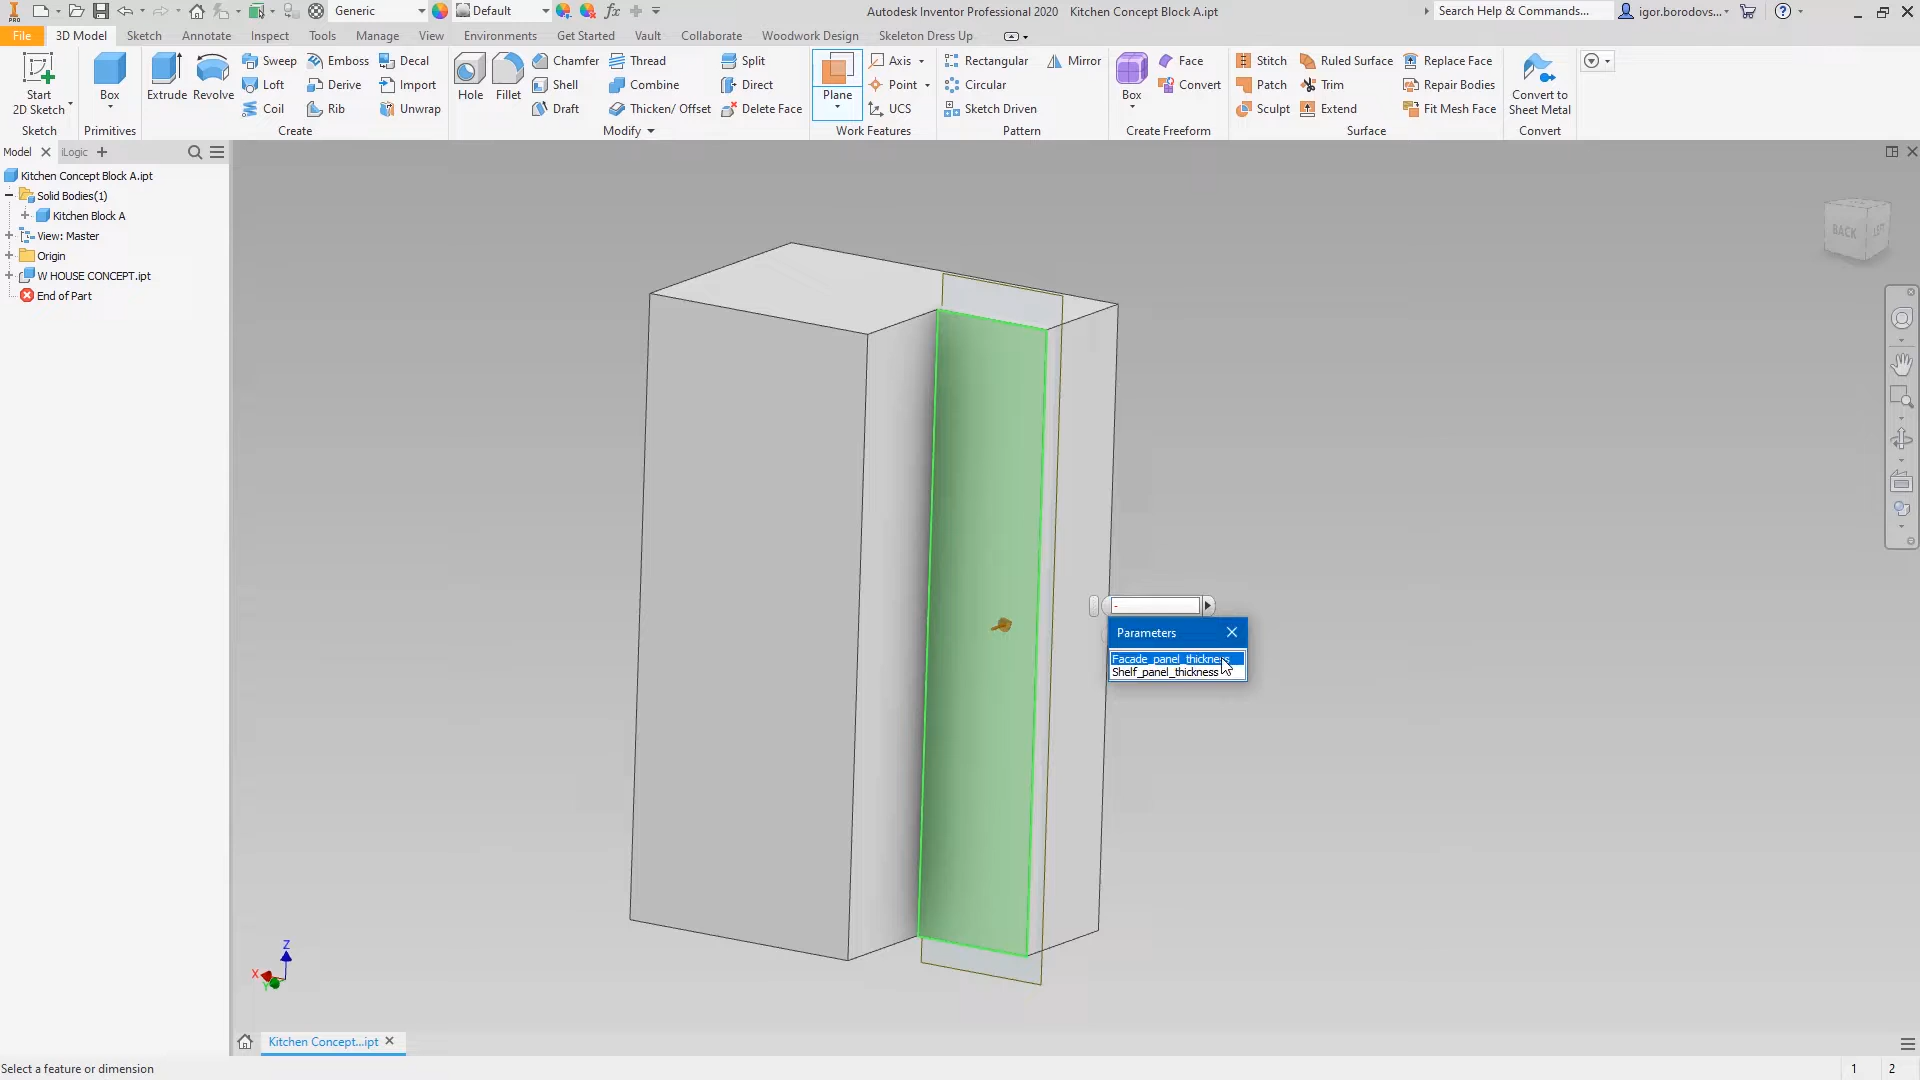 Generic
Default
Autodesk Inventor Professional 2020 Kitchen Concept Block A.ipt
Search Help & Commands...
igor.borodovs...
PRO
File
3D Model
Sketch
Annotate
Inspect
Tools
Manage
View
Environments
Get Started
Vault
Collaborate
Woodwork Design
Skeleton Dress Up
Start
2D Sketch
Sketch
Box
Primitives
Extrude
Revolve
Sweep
Loft
Coil
Emboss
Derive
Rib
Decal
Import
Unwrap
Create
Hole
Fillet
Chamfer
Shell
Draft
Thread
Combine
Thicken/ Offset
Split
Direct
Delete Face
Modify
Plane
Axis
Point
UCS
Work Features
Rectangular
Circular
Sketch Driven
Mirror
Pattern
Box
Face
Convert
Create Freeform
Stitch
Patch
Sculpt
Ruled Surface
Trim
Extend
Replace Face
Repair Bodies
Fit Mesh Face
Surface
Convert to
Sheet Metal
Convert
Model
iLogic
Kitchen Concept Block A.ipt
Solid Bodies(1)
Kitchen Block A
View: Master
Origin
W HOUSE CONCEPT.ipt
End of Part
BACK
LEFT
-
Parameters
Facade_panel_thickness
Shelf_panel_thickness
Z
X
Y
Kitchen Concept...ipt
Select a feature or dimension
1
2